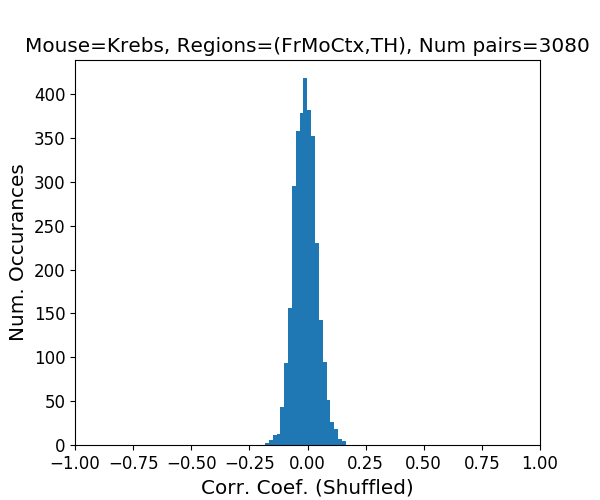 Mouse=Krebs, Regions=(FrMoCtx,TH), Num pairs=3080
Num. Occurances
400
350
300
250
200
150
100
50
0
−1.00 −0.75 −0.50 −0.25 0.00 0.25 0.50 0.75 1.00
Corr. Coef. (Shuffled)